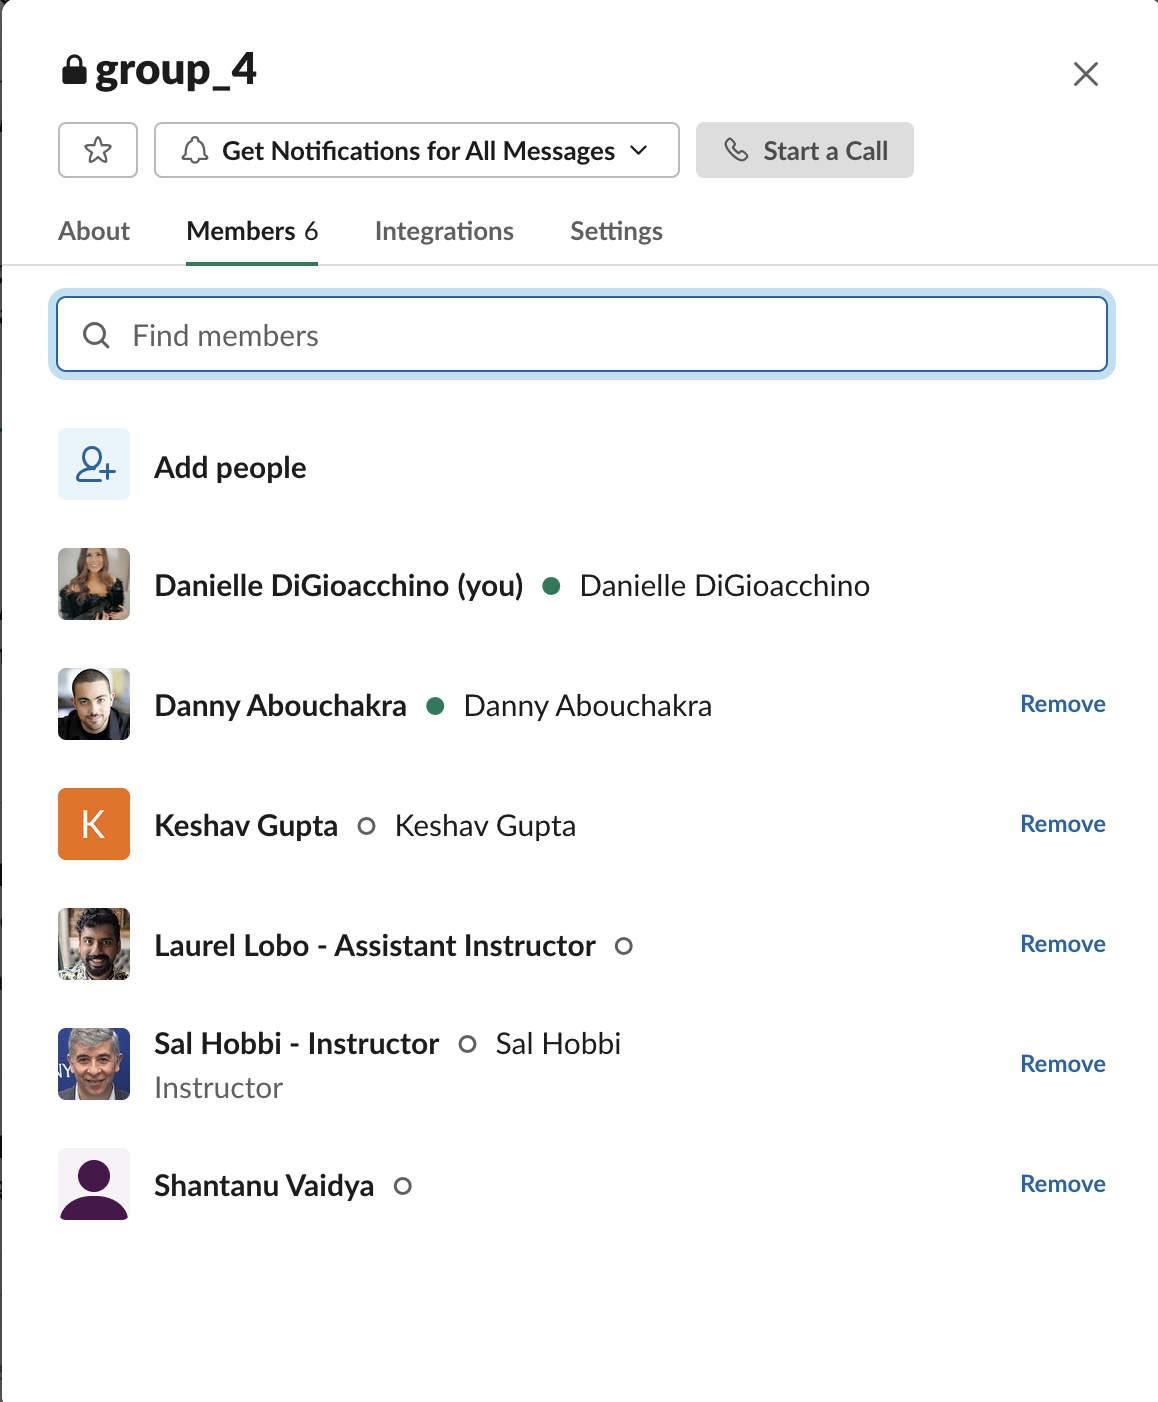 group_4
Get Notifications for All Messages
Start a Call
About
Members 6
Integrations
Settings
Find members
Add people
Danielle DiGioacchino (you) Danielle DiGioacchino
Danny Abouchakra Danny Abouchakra Remove
K
Keshav Gupta Keshav Gupta Remove
Laurel Lobo - Assistant Instructor Remove
Sal Hobbi - Instructor Sal Hobbi
Instructor
Remove
NY
Shantanu Vaidya Remove